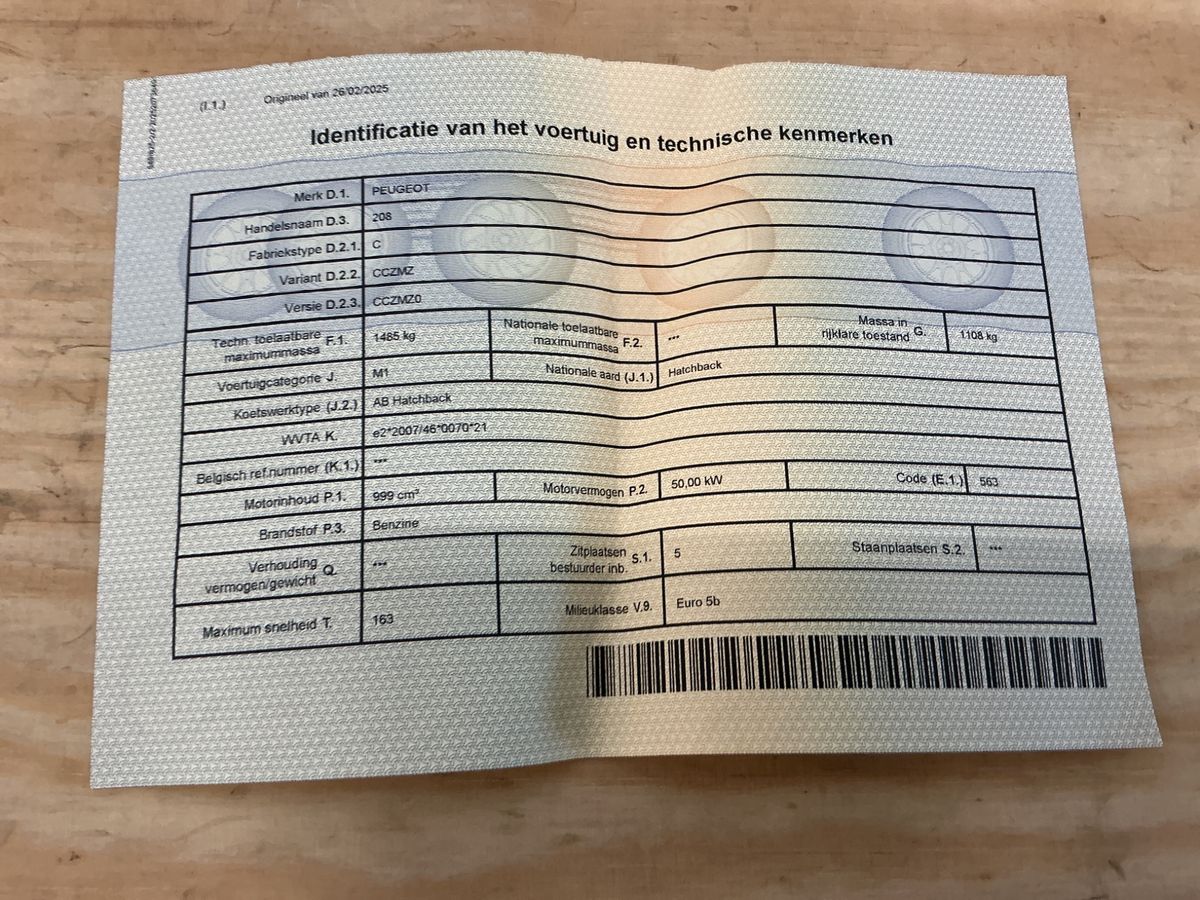 (I.1.) Origineel van 26/02/2025
Identificatie van het voertuig en technische kenmerken
Merk D.1. PEUGEOT
Handelsnaam D.3. 208
Fabriekstype D.2.1. C
Variant D.2.2. CCZMZ
Versie D.2.3. CCZMZ0
Techn. toelaatbare maximummassa F.1. 1485 kg Nationale toelaatbare maximummassa F.2. --- Massa in rijklare toestand G. 1108 kg
Voertuigcategorie J. M1 Nationale aard (J.1.) Hatchback
Koetswerktype (J.2.) AB Hatchback
WVTA K. e2*2007/46*0070*21
Belgisch ref.nummer (K.1.) ---
Motorinhoud P.1. 999 cm³ Motorvermogen P.2. 50,00 kW Code (E.1.) 563
Brandstof P.3. Benzine
Verhouding vermogen/gewicht Q. --- Zitplaatsen bestuurder inb. S.1. 5 Staanplaatsen S.2. ---
Maximum snelheid T. 163 Milieuklasse V.9. Euro 5b